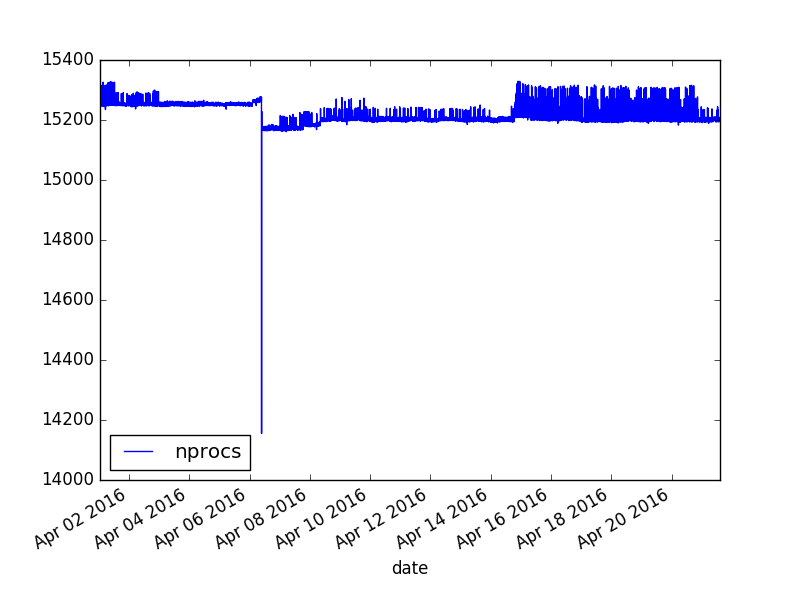 15400
15200
15000
14800
14600
14400
14200
14000
nprocs
Apr 02 2016
Apr 04 2016
Apr 06 2016
Apr 08 2016
Apr 10 2016
Apr 12 2016
Apr 14 2016
Apr 16 2016
Apr 18 2016
Apr 20 2016
date